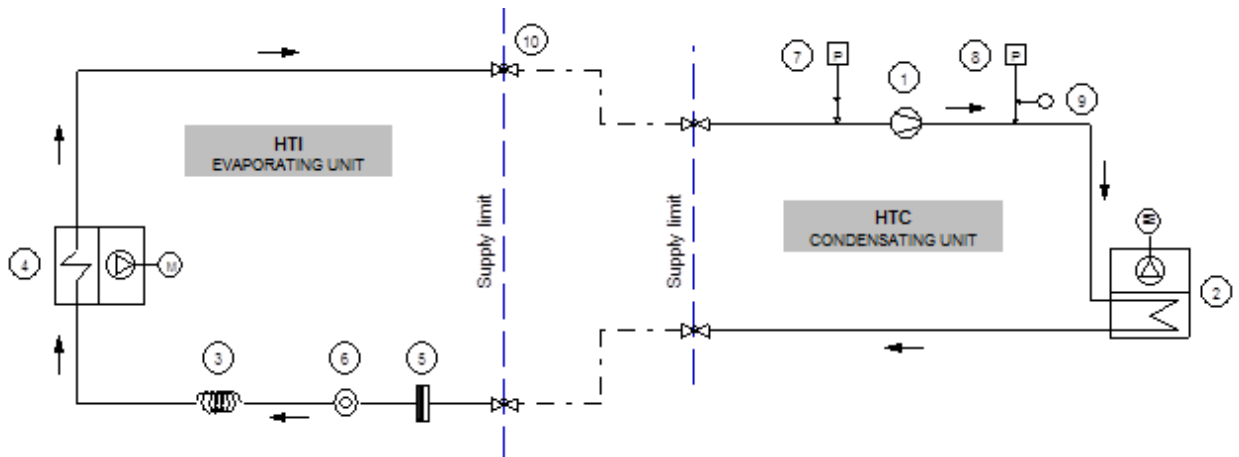 10
7
P
8
P
1
9
HTI
EVAPORATING UNIT
Supply limit
Supply limit
HTC
CONDENSATING UNIT
M
4
M
2
3
6
5